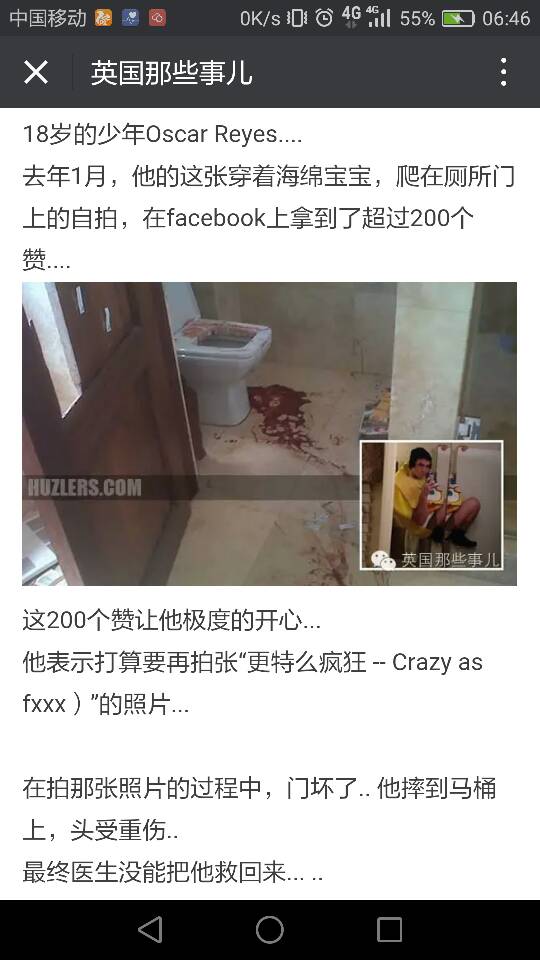 中国移动 0K/s 4G 4G 55% 06:46
英国那些事儿
18岁的少年Oscar Reyes....
去年1月，他的这张穿着海绵宝宝，爬在厕所门
上的自拍，在facebook上拿到了超过200个
赞....
HUZLERS.COM
英国那些事儿
这200个赞让他极度的开心...
他表示打算要再拍张“更特么疯狂 -- Crazy as
fxxx ）”的照片...
在拍那张照片的过程中，门坏了.. 他摔到马桶
上，头受重伤..
最终医生没能把他救回来... ..